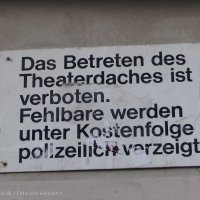 Das Betreten des
Theaterdaches ist
verboten.
Fehlbare werden
unter Kostenfolge
polizeilich verzeigt